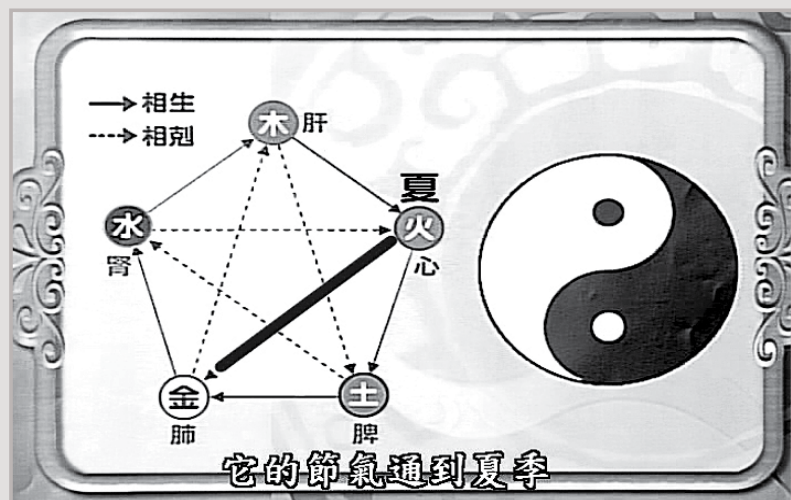 相生
相剋
木 肝
夏
水
火
腎
心
金
土
肺
脾
它的節氣通到夏季